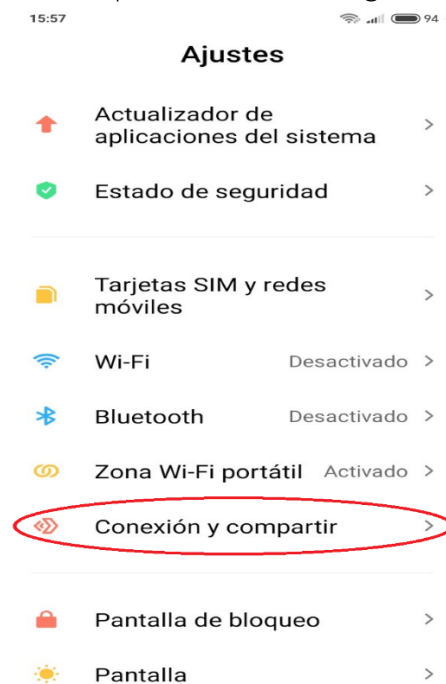 15:57 94
Ajustes
Actualizador de
aplicaciones del sistema
Estado de seguridad
Tarjetas SIM y redes
móviles
Wi-Fi Desactivado
Bluetooth Desactivado
Zona Wi-Fi portátil Activado
Conexión y compartir
Pantalla de bloqueo
Pantalla